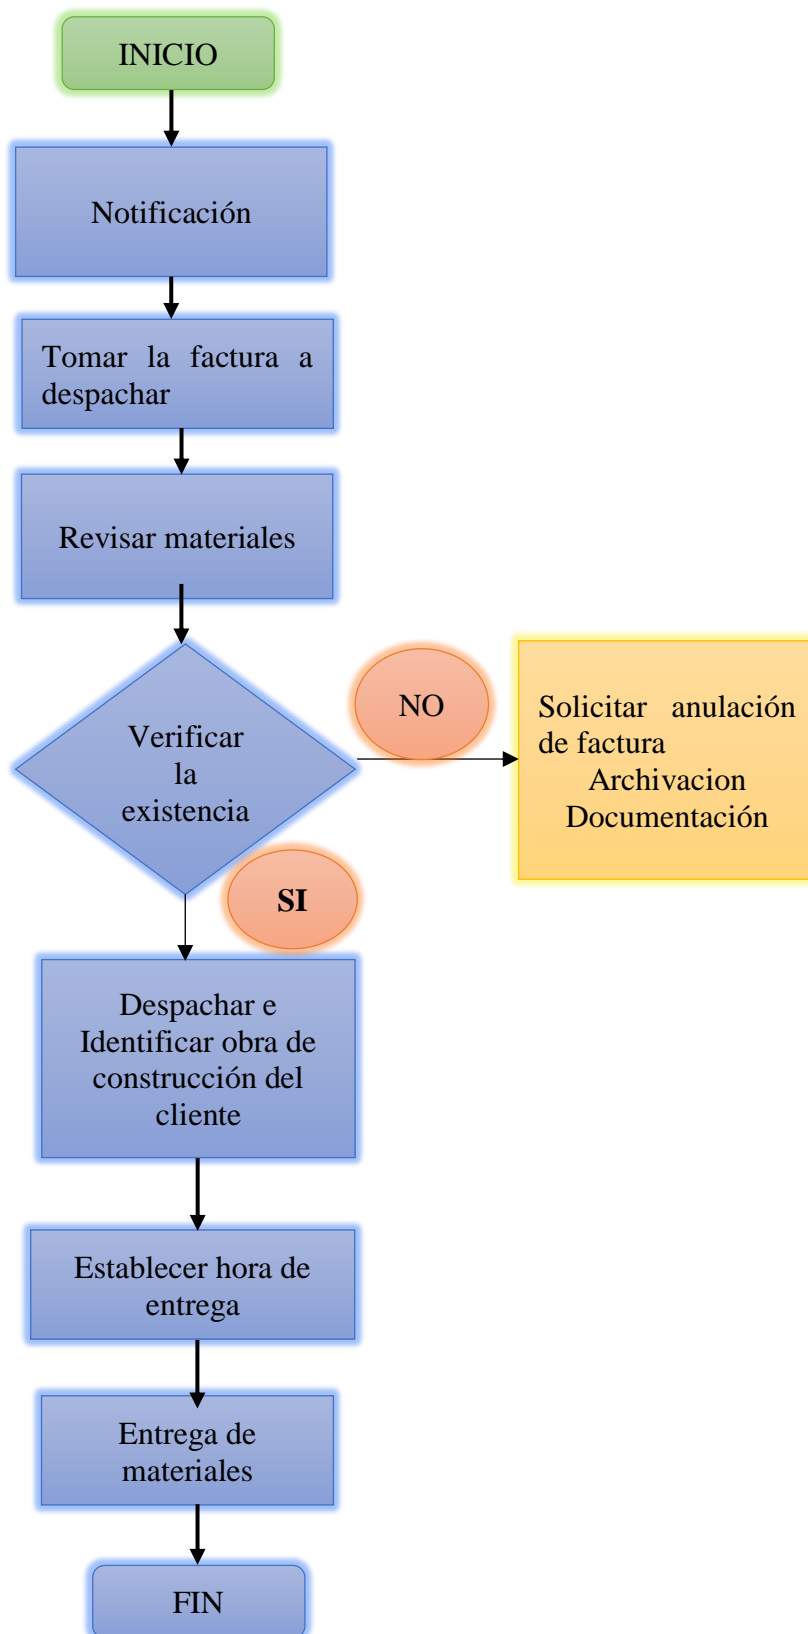 INICIO
Notificación
Tomar la factura a
despachar
Revisar materiales
Verificar
la
existencia
NO
Solicitar anulación
de factura
Archivacion
Documentación
SI
Despachar e
Identificar obra de
construcción del
cliente
Establecer hora de
entrega
Entrega de
materiales
FIN